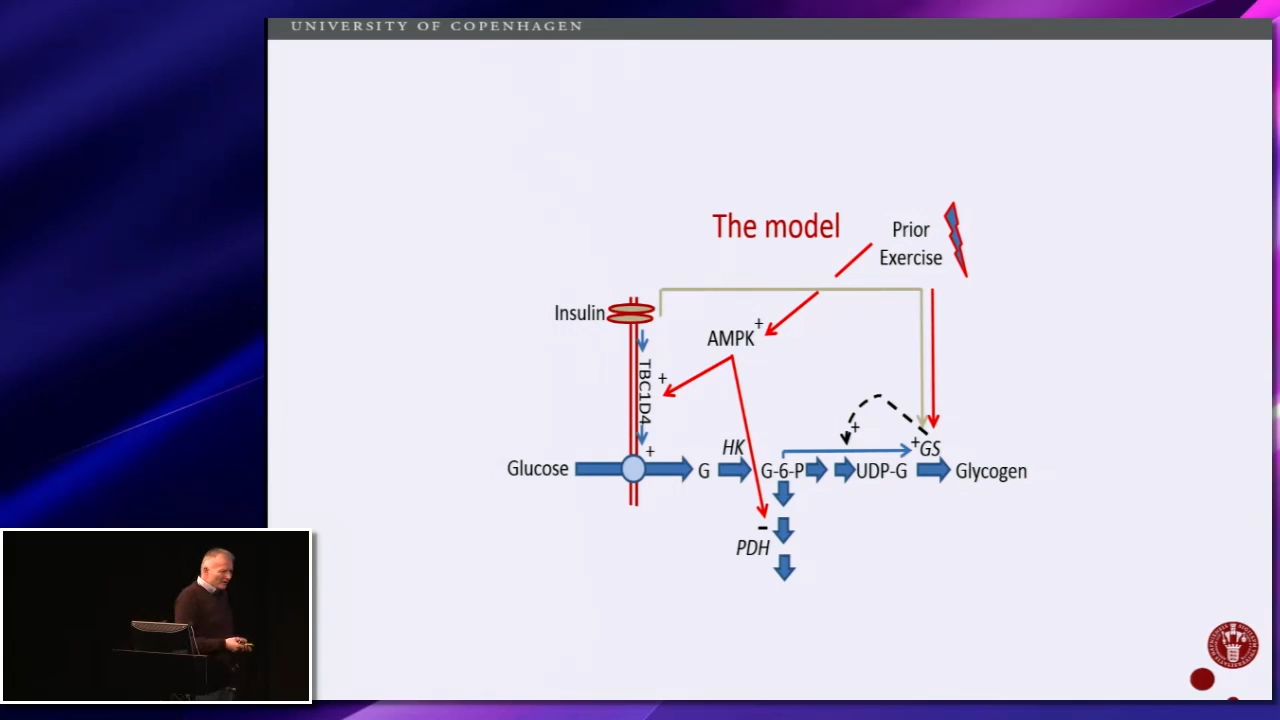 UNIVERSITY OF COPENHAGEN
The model
Prior
Exercise
Insulin
AMPK
+
TBC1D4
+
+
+
Glucose
G
HK
G-6-P
UDP-G
+
GS
Glycogen
-
PDH